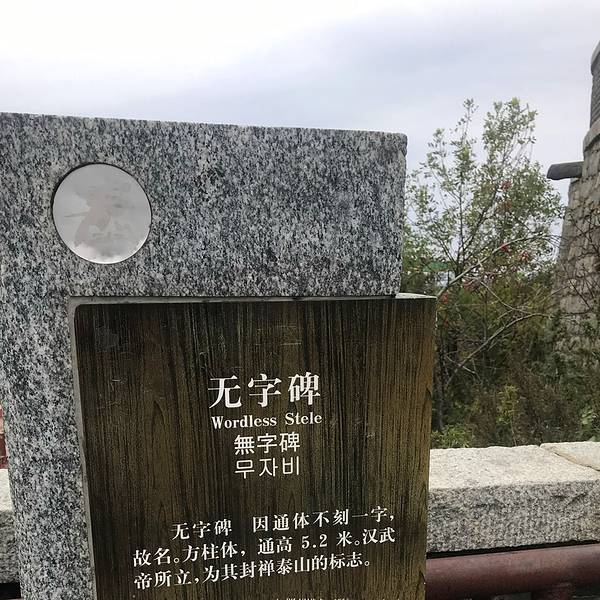 无字碑
Wordless Stele
無字碑
무자비
无字碑 因通体不刻一字，
故名。方柱体，通高 5.2 米。汉武
帝所立，为其封禅泰山的标志。